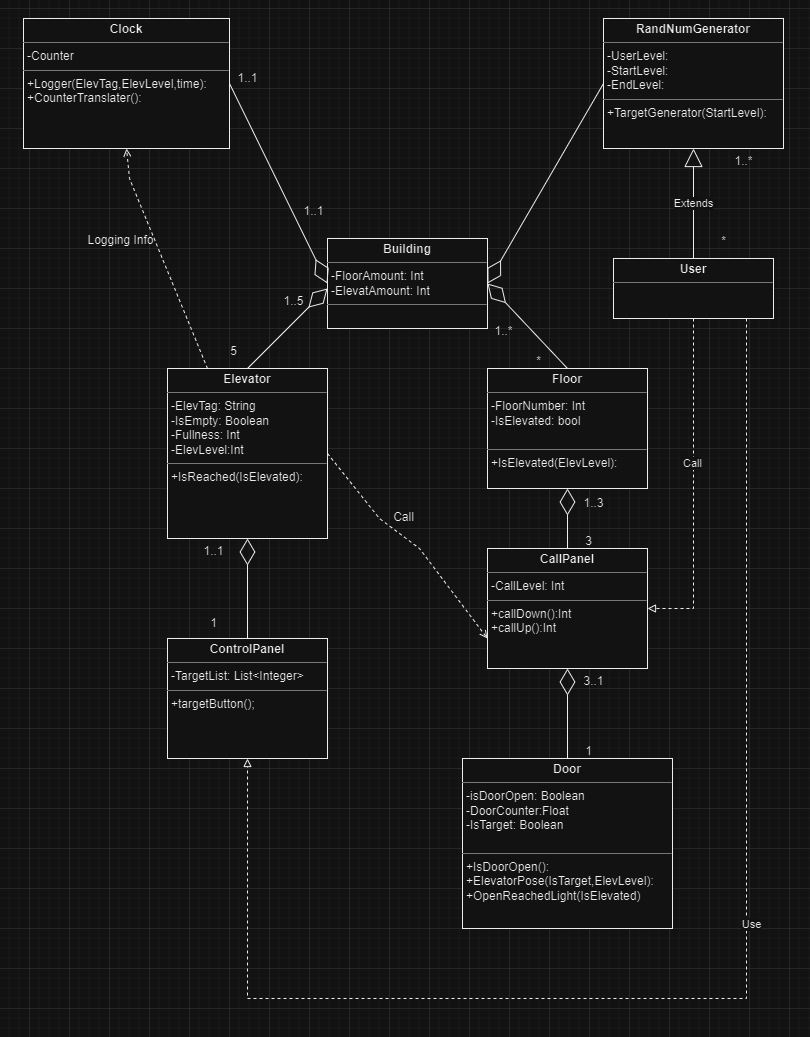 Clock
-Counter
+Logger(ElevTag,ElevLevel,time):
+CounterTranslater():
RandNumGenerator
-UserLevel:
-StartLevel:
-EndLevel:
+TargetGenerator(StartLevel):
1..1
1..*
Extends
Logging Info
1..1
*
Building
-FloorAmount: Int
-ElevatAmount: Int
User
1..5
1..*
5
*
Elevator
-ElevTag: String
-IsEmpty: Boolean
-Fullness: Int
-ElevLevel:Int
+IsReached(IsElevated):
Floor
-FloorNumber: Int
-IsElevated: bool
+IsElevated(ElevLevel):
Call
Call
1..3
3
1..1
1
CallPanel
-CallLevel: Int
+callDown():Int
+callUp():Int
ControlPanel
-TargetList: List<Integer>
+targetButton();
3..1
1
Door
-isDoorOpen: Boolean
-DoorCounter:Float
-IsTarget: Boolean
+IsDoorOpen():
+ElevatorPose(IsTarget,ElevLevel):
+OpenReachedLight(IsElevated)
Use